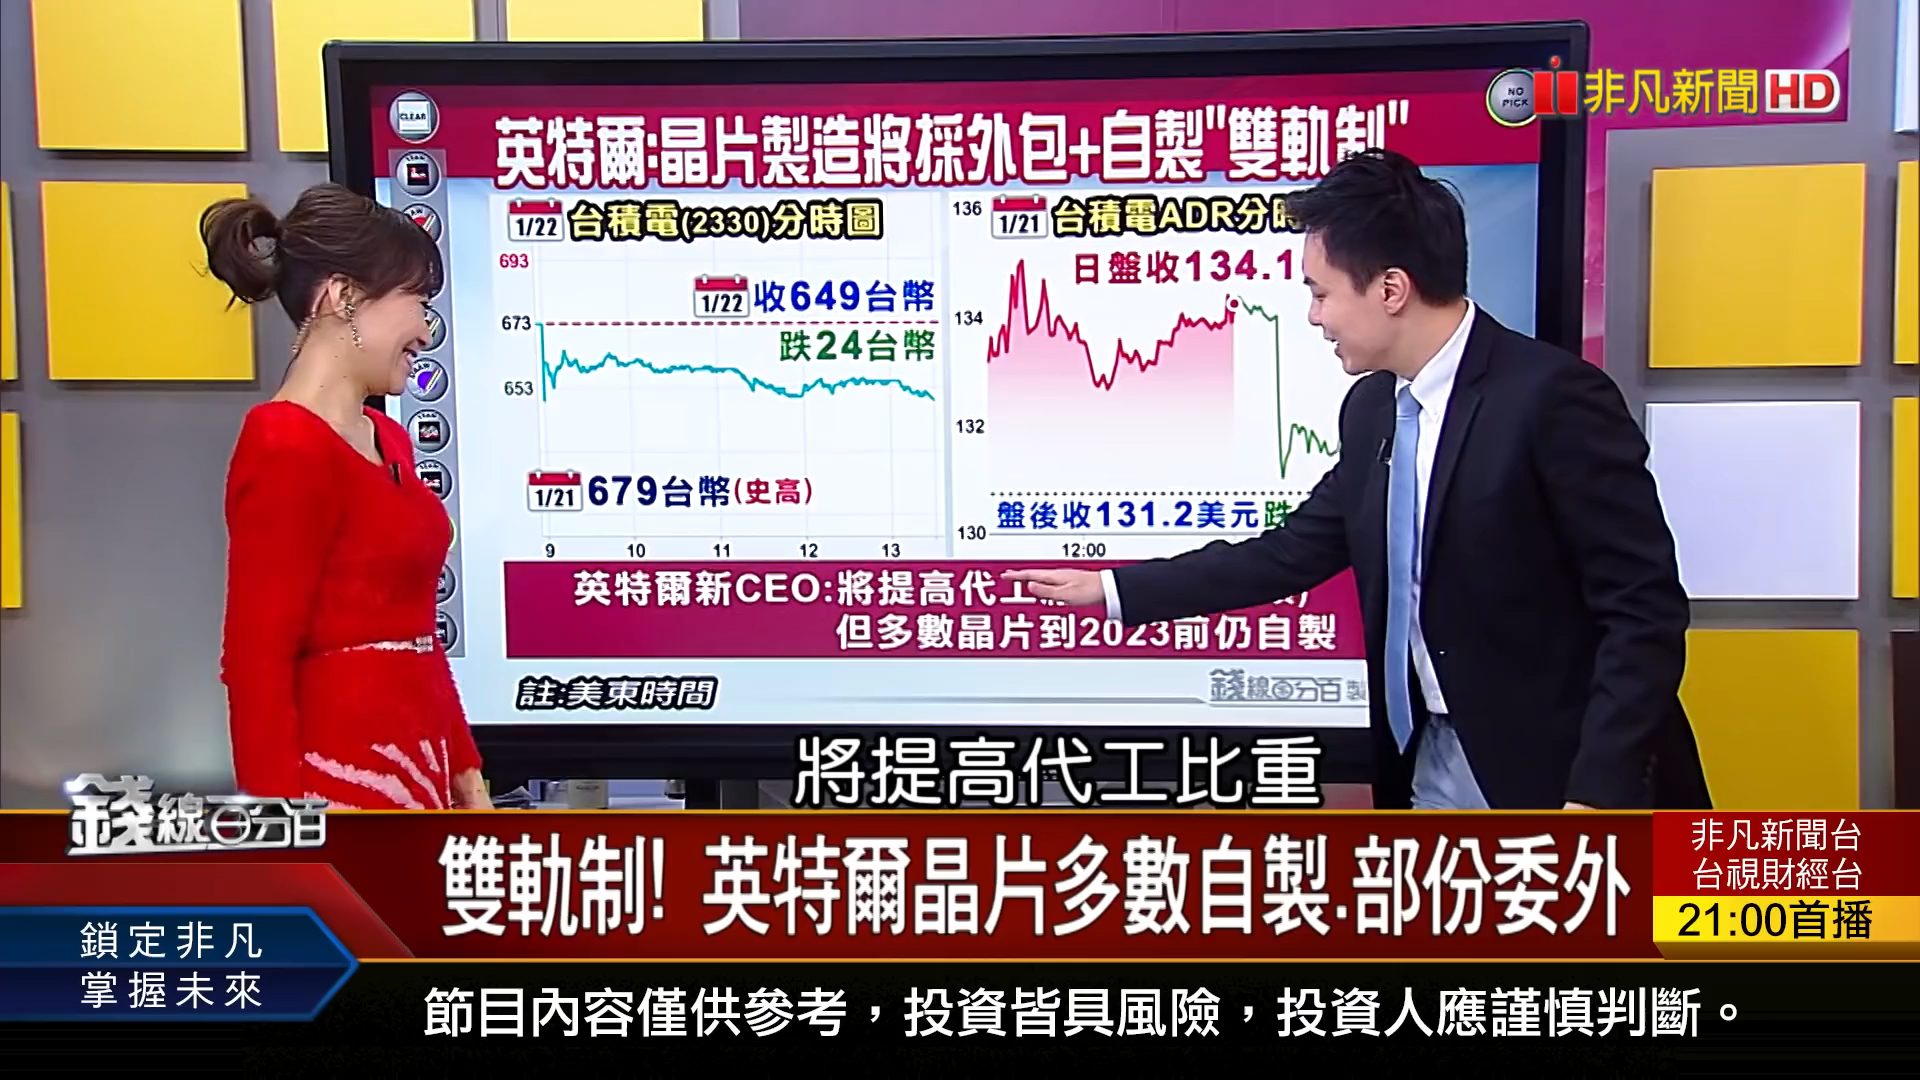 非凡新聞HD
NO PICK
CLEAR
英特爾:晶片製造將採外包+自製"雙軌制"
1/22 台積電(2330)分時圖
693
1/22 收649台幣
673
跌24台幣
653
1/21 679台幣(史高)
9 10 11 12 13
136 1/21 台積電ADR分時
日盤收134.1
134
132
盤後收131.2美元跌
130
12:00
英特爾新CEO:將提高代工
但多數晶片到2023前仍自製
註:美東時間
錢線百分百 製
將提高代工比重
錢線百分百
雙軌制! 英特爾晶片多數自製.部份委外
非凡新聞台
台視財經台
21:00首播
鎖定非凡
掌握未來
節目內容僅供參考，投資皆具風險，投資人應謹慎判斷。